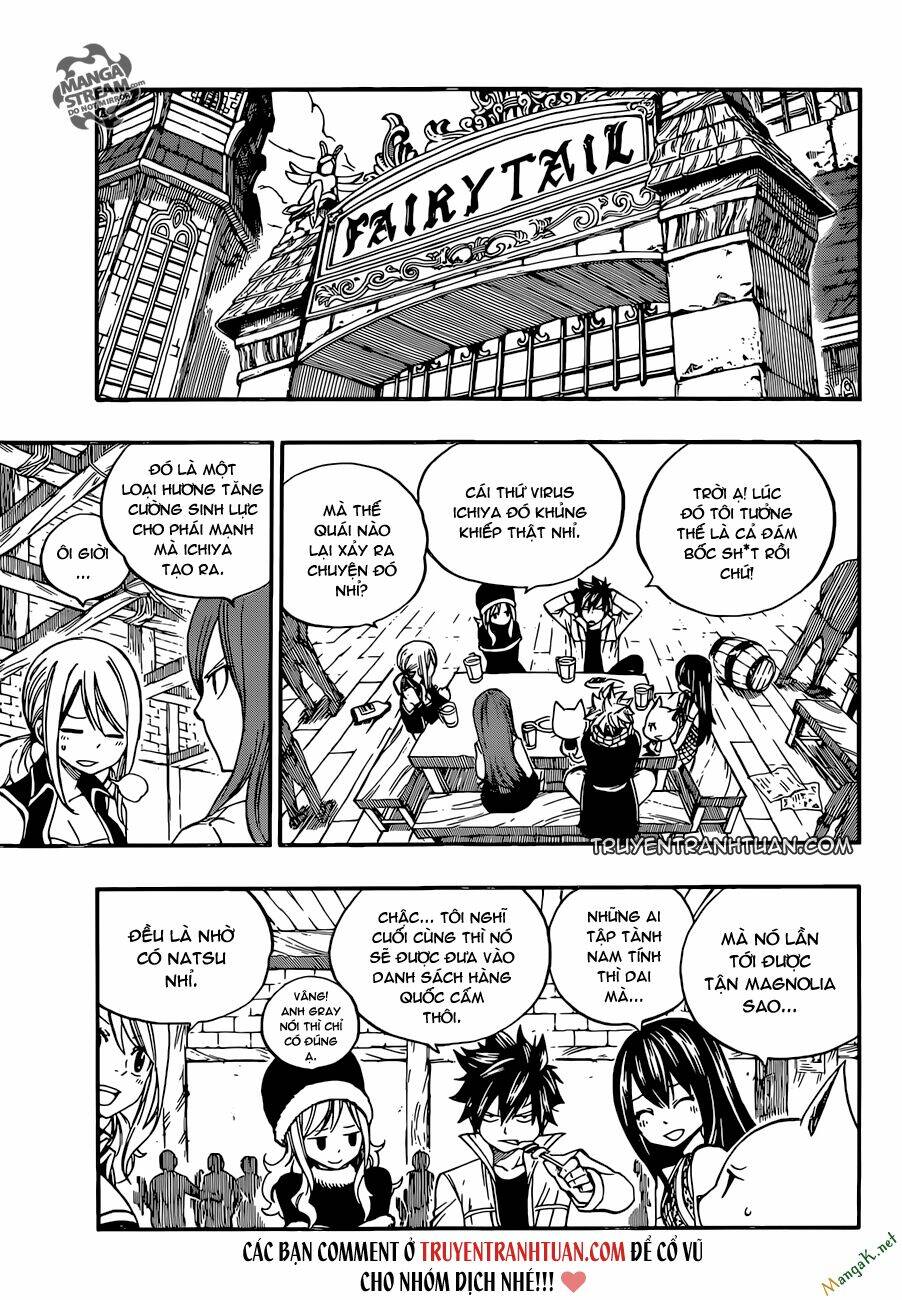 MANGA
STREAM.com
DO NOT MIRROR
FAIRYTAIL
TRỜI Ạ! LÚC
ĐÓ TÔI TƯỞNG
THẾ LÀ CẢ ĐÁM
BỐC SH*T RỒI
CHỨ!
CÁI THỨ VIRUS
ICHIYA ĐÓ KHỦNG
KHIẾP THẬT NHỈ.
MÀ THẾ
QUÁI NÀO
LẠI XẢY RA
CHUYỆN ĐÓ
NHỈ?
ĐÓ LÀ MỘT
LOẠI HƯƠNG TĂNG
CƯỜNG SINH LỰC
CHO PHÁI MẠNH
MÀ ICHIYA
TẠO RA.
ÔI GIỜI
...
TRUYENTRANHTUAN.COM
MÀ NÓ LẦN
TỚI ĐƯỢC
TẬN MAGNOLIA
SAO...
NHỮNG AI
TẬP TÀNH
NAM TÍNH
THÌ DAI
MÀ...
CHẬC... TÔI NGHĨ
CUỐI CÙNG THÌ NÓ
SẼ ĐƯỢC ĐƯA VÀO
DANH SÁCH HÀNG
QUỐC CẤM
THÔI.
VÂNG!
ANH GRAY
NÓI THÌ CHỈ
CÓ ĐÚNG
Ạ.
ĐỀU LÀ NHỜ
CÓ NATSU
NHỈ.
CÁC BẠN COMMENT Ở TRUYENTRANHTUAN.COM ĐỂ CỔ VŨ
CHO NHÓM DỊCH NHÉ!!! ❤
MangaK.net